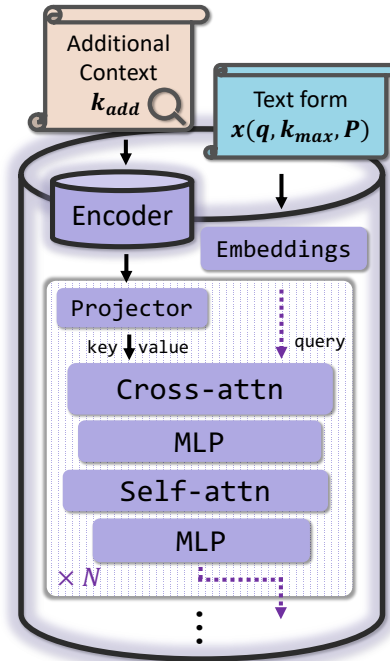 Additional
Context
k_add
Text form
x(q, k_max, P)
Encoder
Embeddings
Projector
key value
query
Cross-attn
MLP
Self-attn
MLP
× N
⋮